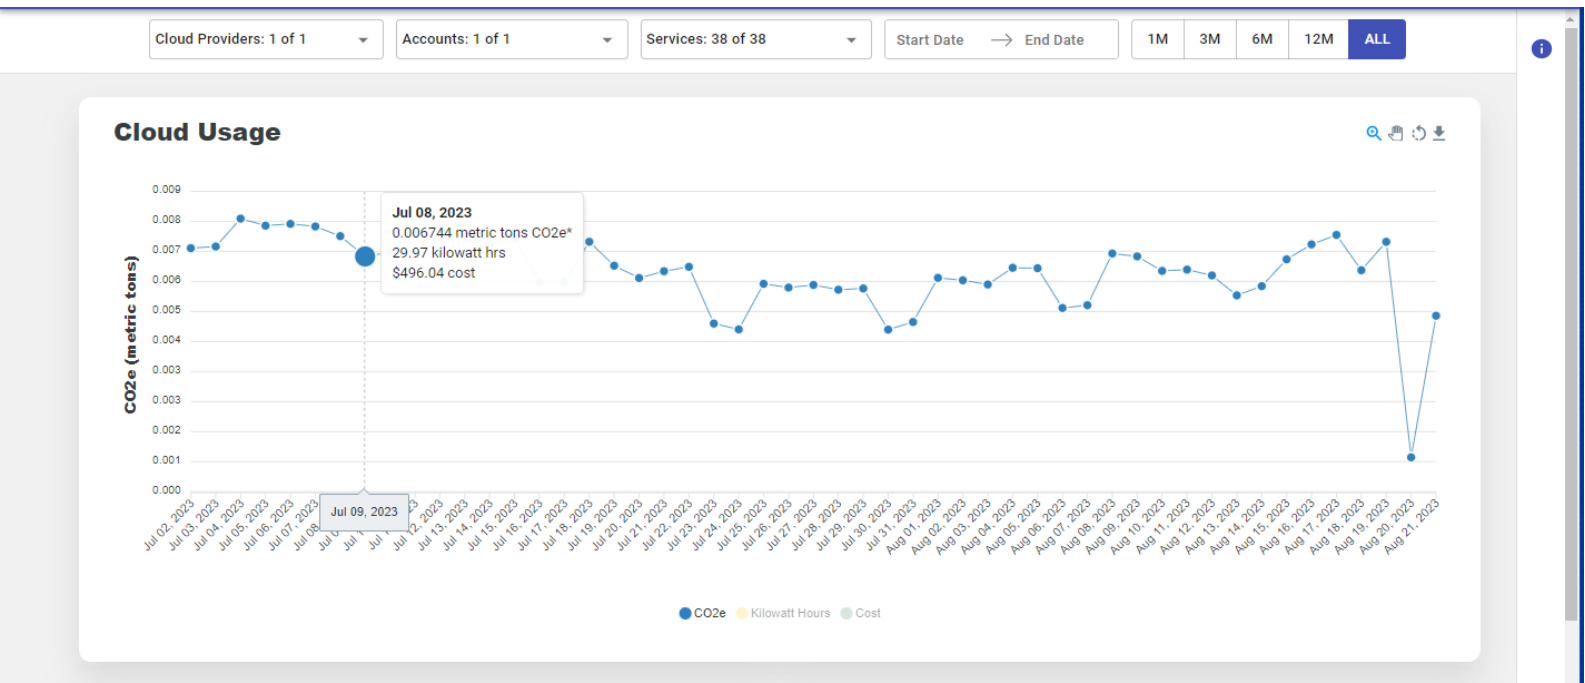 Cloud Providers: 1 of 1
Accounts: 1 of 1
Services: 38 of 38
Start Date → End Date
1M 3M 6M 12M ALL
Cloud Usage
Jul 08, 2023
0.006744 metric tons CO2e*
29.97 kilowatt hrs
$496.04 cost
CO2e (metric tons)
0.009
0.008
0.007
0.006
0.005
0.004
0.003
0.003
0.002
0.001
0.000
Jul 09, 2023
Jul 02, 2023
Jul 03, 2023
Jul 04, 2023
Jul 05, 2023
Jul 06, 2023
Jul 07, 2023
Jul 08,
Jul 12, 2023
Jul 13, 2023
Jul 14, 2023
Jul 15, 2023
Jul 16, 2023
Jul 17, 2023
Jul 18, 2023
Jul 19, 2023
Jul 20, 2023
Jul 21, 2023
Jul 22, 2023
Jul 23, 2023
Jul 24, 2023
Jul 25, 2023
Jul 26, 2023
Jul 27, 2023
Jul 28, 2023
Jul 29, 2023
Jul 30, 2023
Jul 31, 2023
Aug 01, 2023
Aug 02, 2023
Aug 03, 2023
Aug 04, 2023
Aug 05, 2023
Aug 06, 2023
Aug 07, 2023
Aug 08, 2023
Aug 09, 2023
Aug 10, 2023
Aug 11, 2023
Aug 12, 2023
Aug 13, 2023
Aug 14, 2023
Aug 15, 2023
Aug 16, 2023
Aug 17, 2023
Aug 18, 2023
Aug 19, 2023
Aug 20, 2023
Aug 21, 2023
CO2e Kilowatt Hours Cost